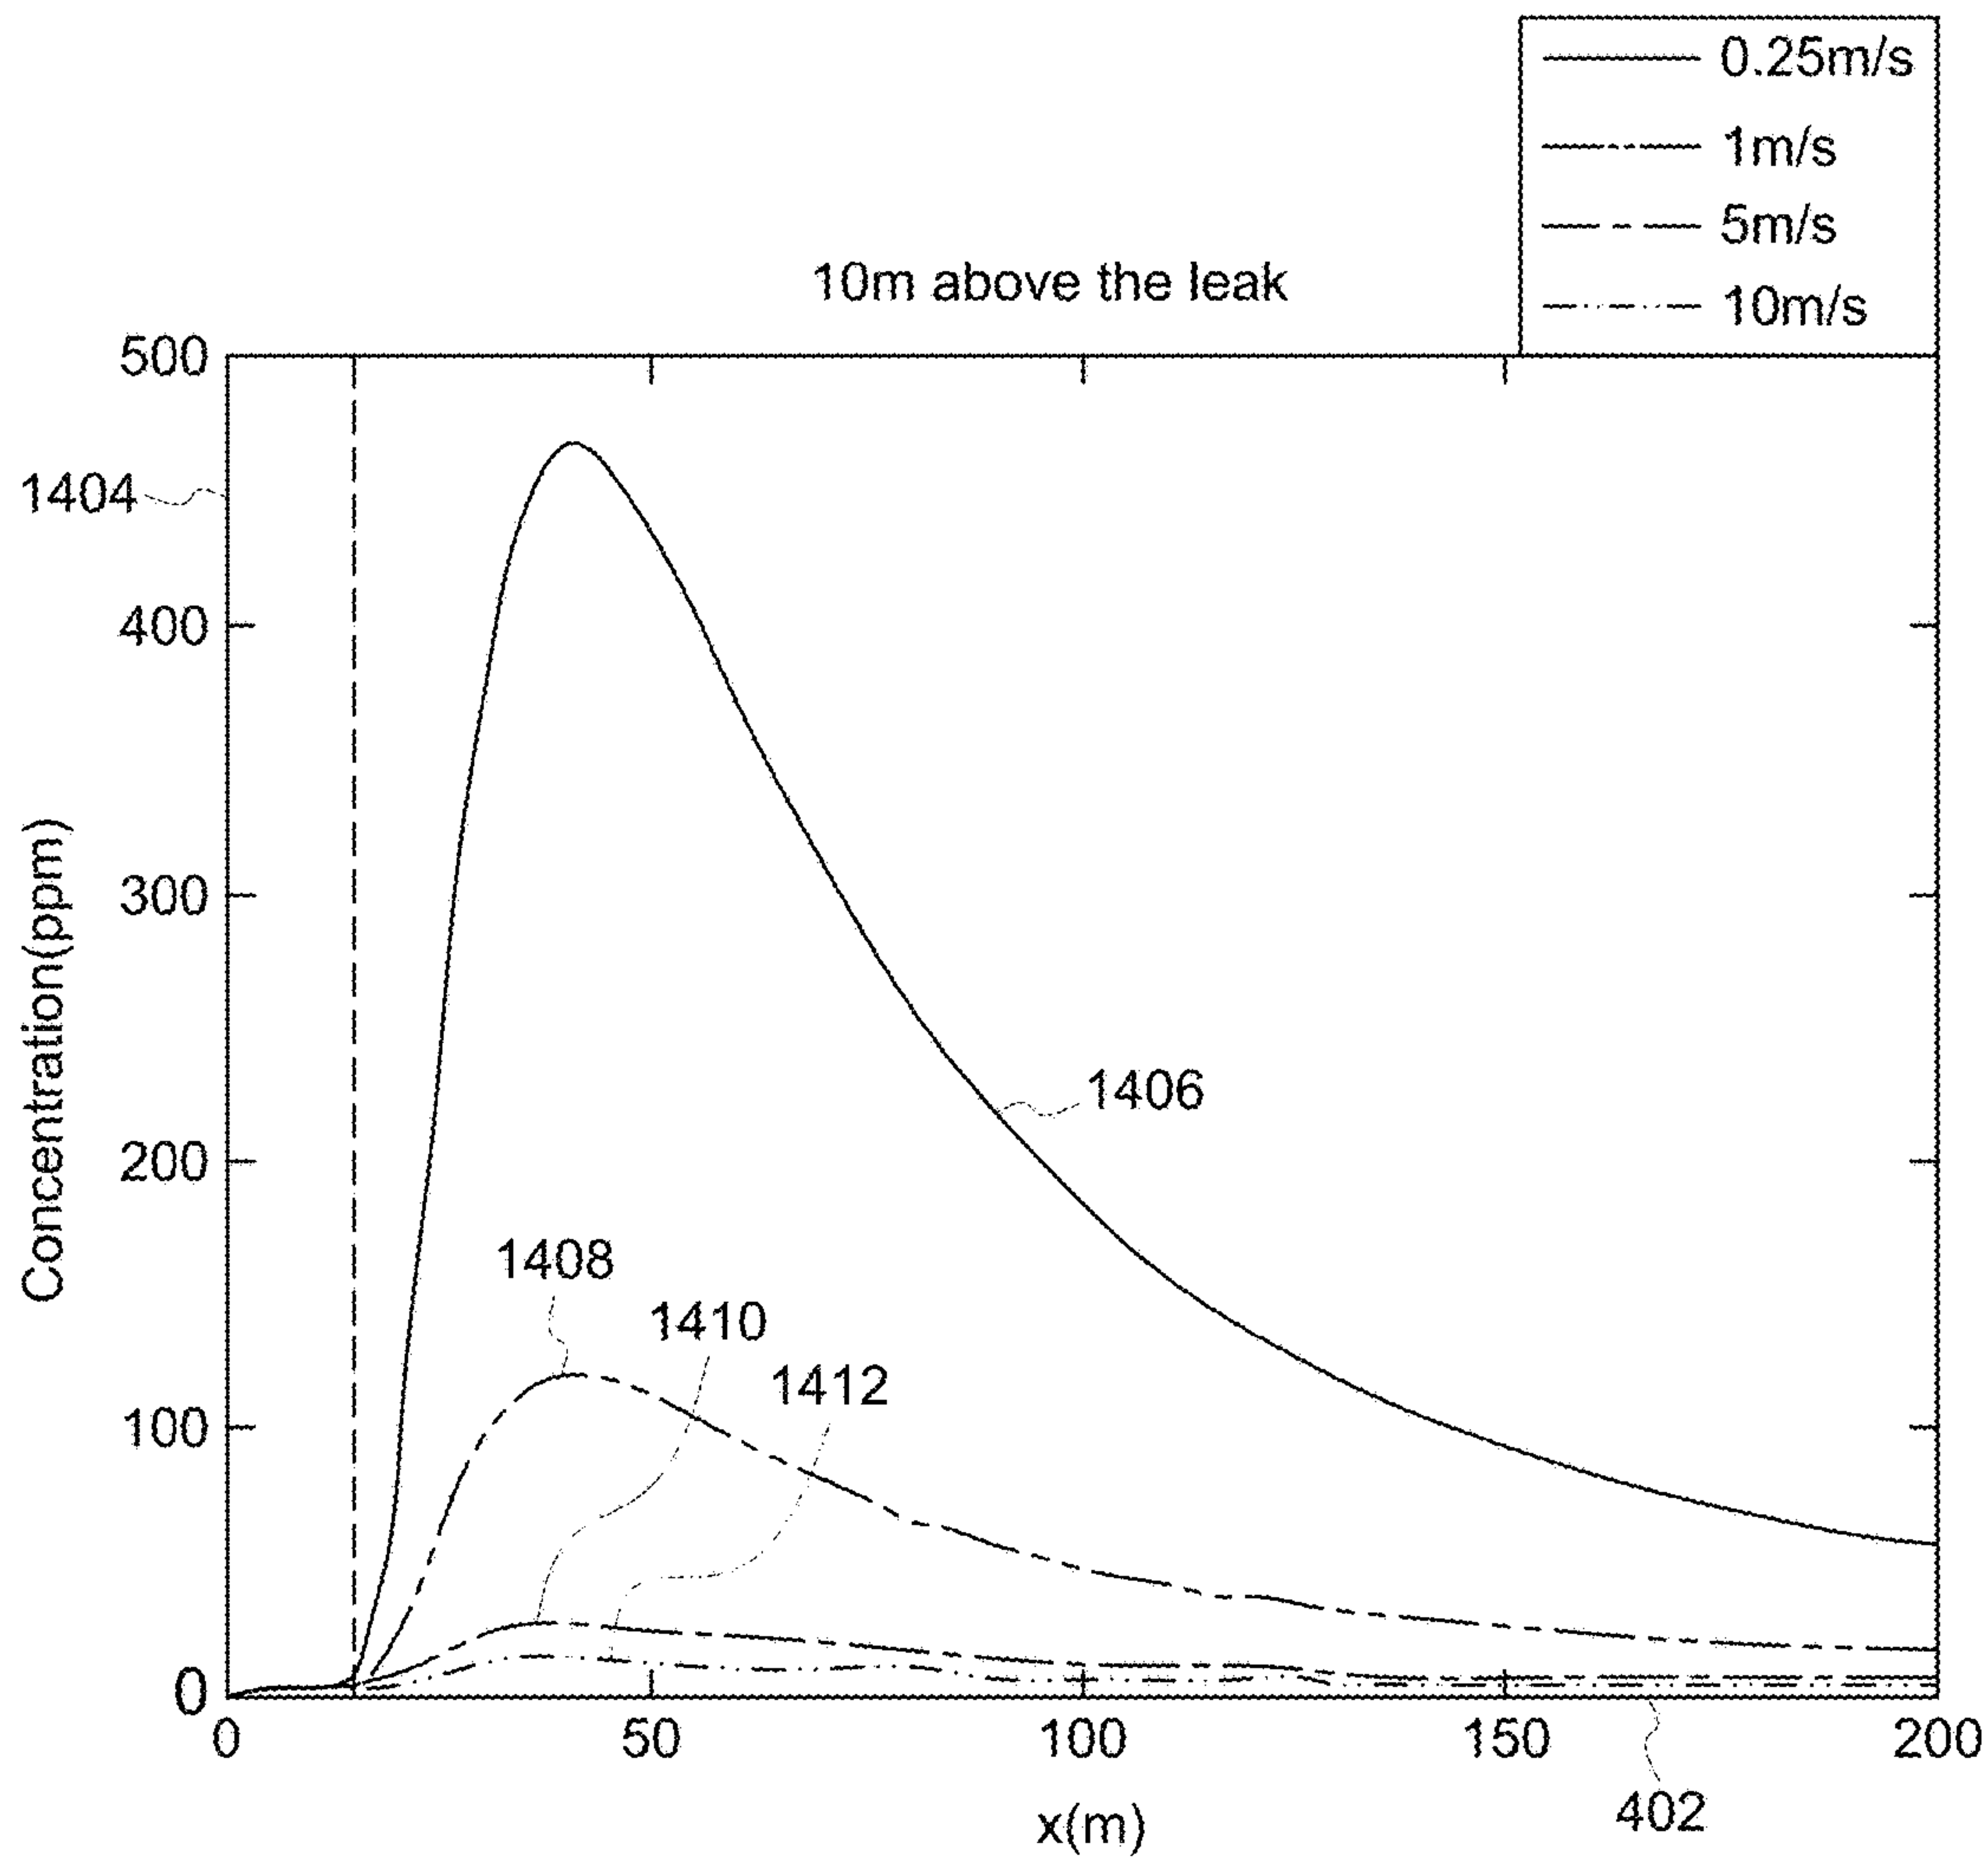 0.25m/s
1m/s
5m/s
10m/s
10m above the leak
500
1404
400
Concentration(ppm)
300
1406
200
1408
1410
1412
100
0
0
50
100
150
200
402
x(m)